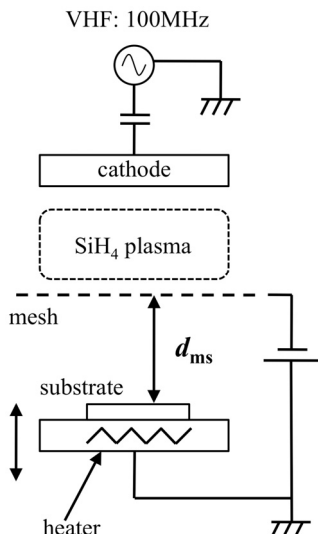 VHF: 100MHz
cathode
SiH₄ plasma
mesh
dₘₛ
substrate
heater